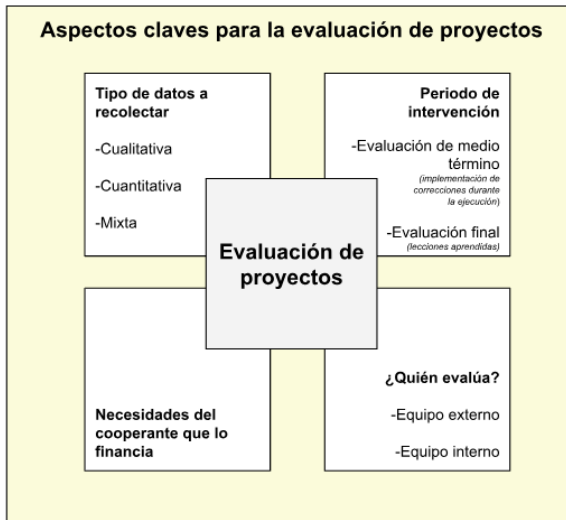 Aspectos claves para la evaluación de proyectos
Tipo de datos a
recolectar
-Cualitativa
-Cuantitativa
-Mixta
Periodo de
intervención
-Evaluación de medio
término
(implementación de
correcciones durante
la ejecución)
-Evaluación final
(lecciones aprendidas)
Evaluación de
proyectos
Necesidades del
cooperante que lo
financia
¿Quién evalúa?
-Equipo externo
-Equipo interno